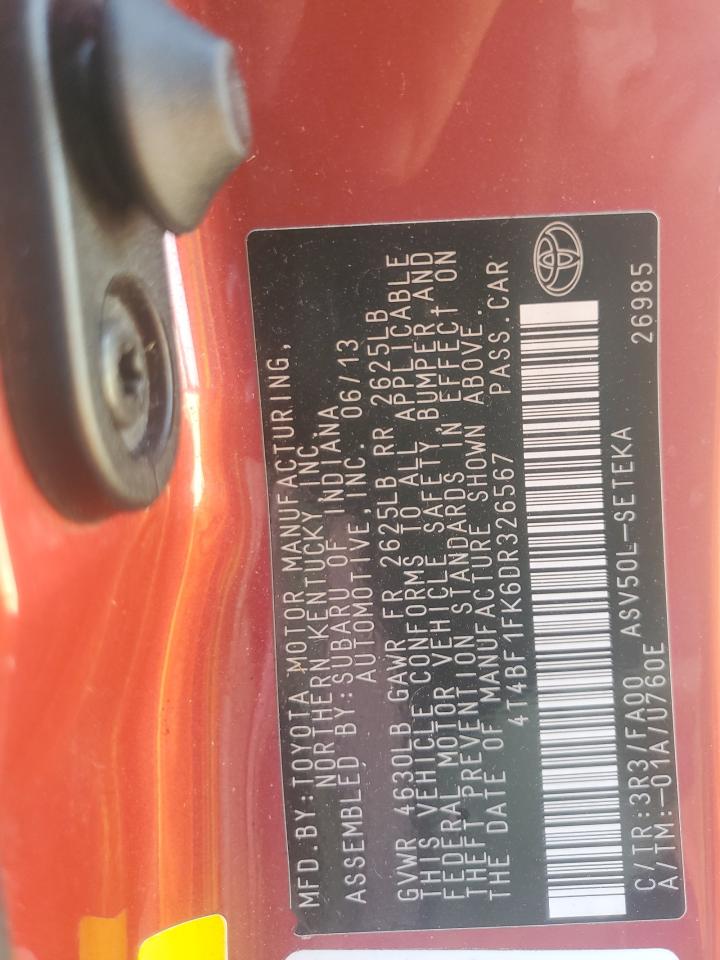 MFD.BY:TOYOTA MOTOR MANUFACTURING,
NORTHERN KENTUCKY, INC.
ASSEMBLED BY:SUBARU OF INDIANA
AUTOMOTIVE,INC. 06/13
GVWR 4630LB GAWR FR 2625LB RR 2625LB
THIS VEHICLE CONFORMS TO ALL APPLICABLE
FEDERAL MOTOR VEHICLE SAFETY, BUMPER,AND
THEFT PREVENTION STANDARDS IN EFFECT ON
THE DATE OF MANUFACTURE SHOWN ABOVE.
4T4BF1FK6DR326567 PASS.CAR
C/TR:3R3/FA00 ASV50L-SETEKA 26985
A/TM:-01A/U760E